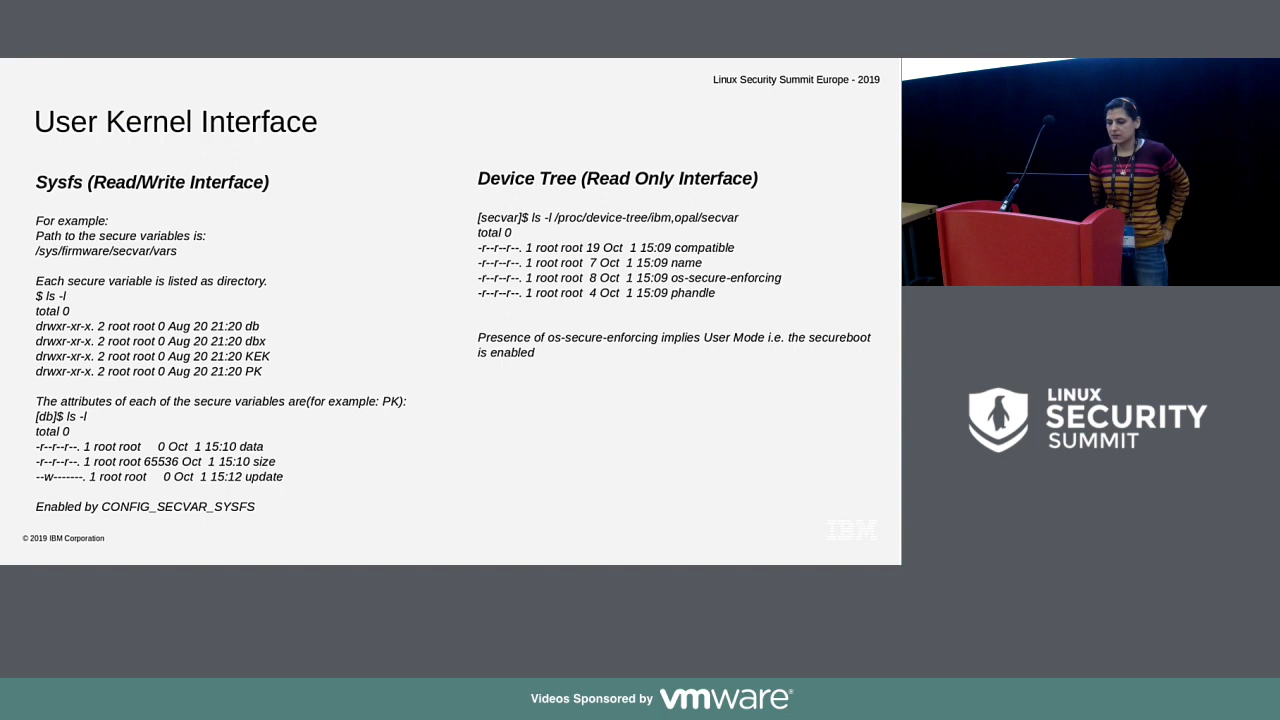 Linux Security Summit Europe - 2019
User Kernel Interface
Sysfs (Read/Write Interface)
For example:
Path to the secure variables is:
/sys/firmware/secvar/vars
Each secure variable is listed as directory.
$ ls -l
total 0
drwxr-xr-x. 2 root root 0 Aug 20 21:20 db
drwxr-xr-x. 2 root root 0 Aug 20 21:20 dbx
drwxr-xr-x. 2 root root 0 Aug 20 21:20 KEK
drwxr-xr-x. 2 root root 0 Aug 20 21:20 PK
The attributes of each of the secure variables are(for example: PK):
[db]$ ls -l
total 0
-r--r--r--. 1 root root     0 Oct  1 15:10 data
-r--r--r--. 1 root root 65536 Oct  1 15:10 size
--w-------. 1 root root     0 Oct  1 15:12 update
Enabled by CONFIG_SECVAR_SYSFS
Device Tree (Read Only Interface)
[secvar]$ ls -l /proc/device-tree/ibm,opal/secvar
total 0
-r--r--r--. 1 root root 19 Oct  1 15:09 compatible
-r--r--r--. 1 root root  7 Oct  1 15:09 name
-r--r--r--. 1 root root  8 Oct  1 15:09 os-secure-enforcing
-r--r--r--. 1 root root  4 Oct  1 15:09 phandle
Presence of os-secure-enforcing implies User Mode i.e. the secureboot
is enabled
© 2019 IBM Corporation
IBM
LINUX
SECURITY
SUMMIT
Videos Sponsored by vmware®